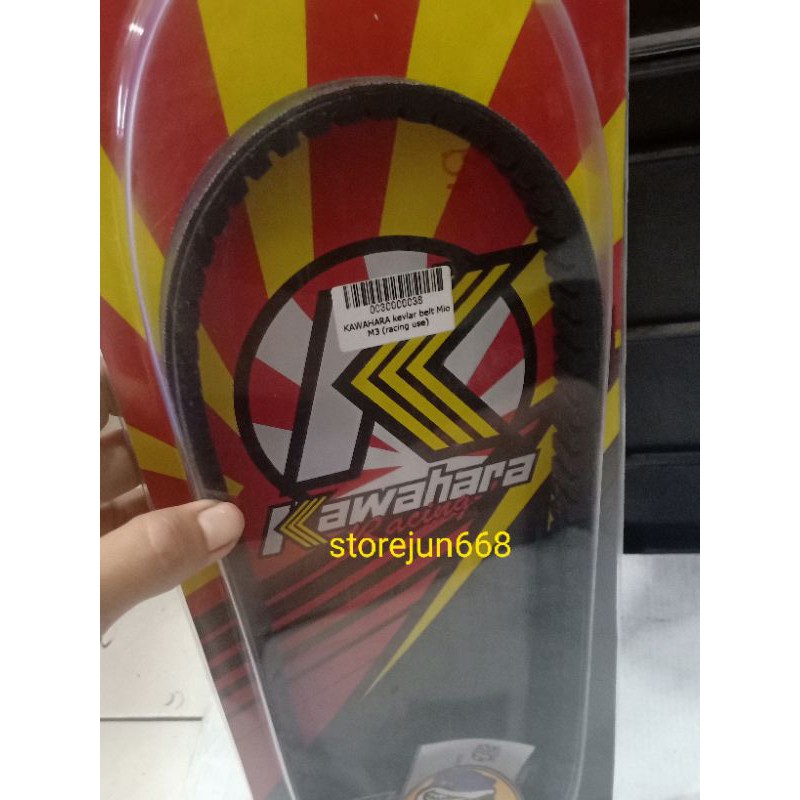 0030000038
KAWAHARA kevlar belt Mio
M3 (racing use)
Kawahara
Racing
storejun668